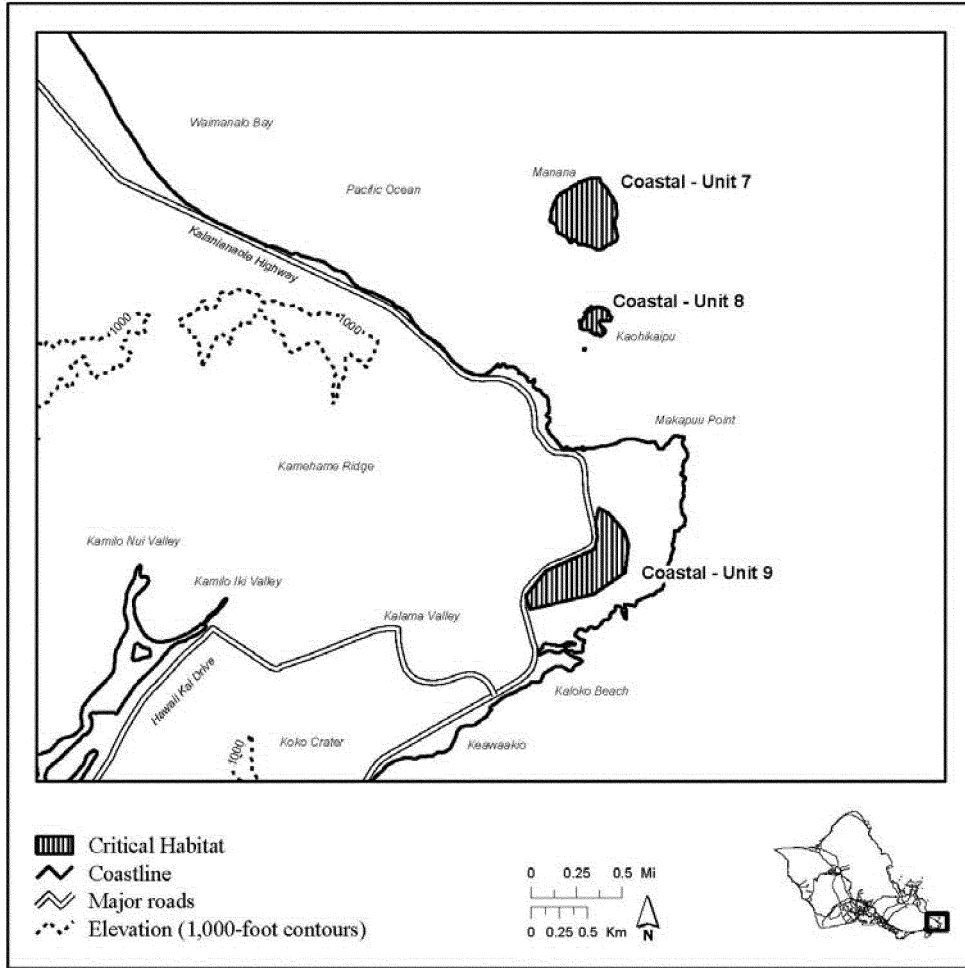 Waimanalo Bay
Manana
Coastal - Unit 7
Pacific Ocean
Kalanianaole Highway
Coastal - Unit 8
1000
1000
Kaohikaipu
Makapuu Point
Kamehame Ridge
Kamilo Nui Valley
Coastal - Unit 9
Kamilo Iki Valley
Kalama Valley
Hawaii Kai Drive
Kaloko Beach
Koko Crater
Keawaakio
1000
Critical Habitat
Coastline
Major roads
Elevation (1,000-foot contours)
0 0.25 0.5 Mi
0 0.25 0.5 Km
N